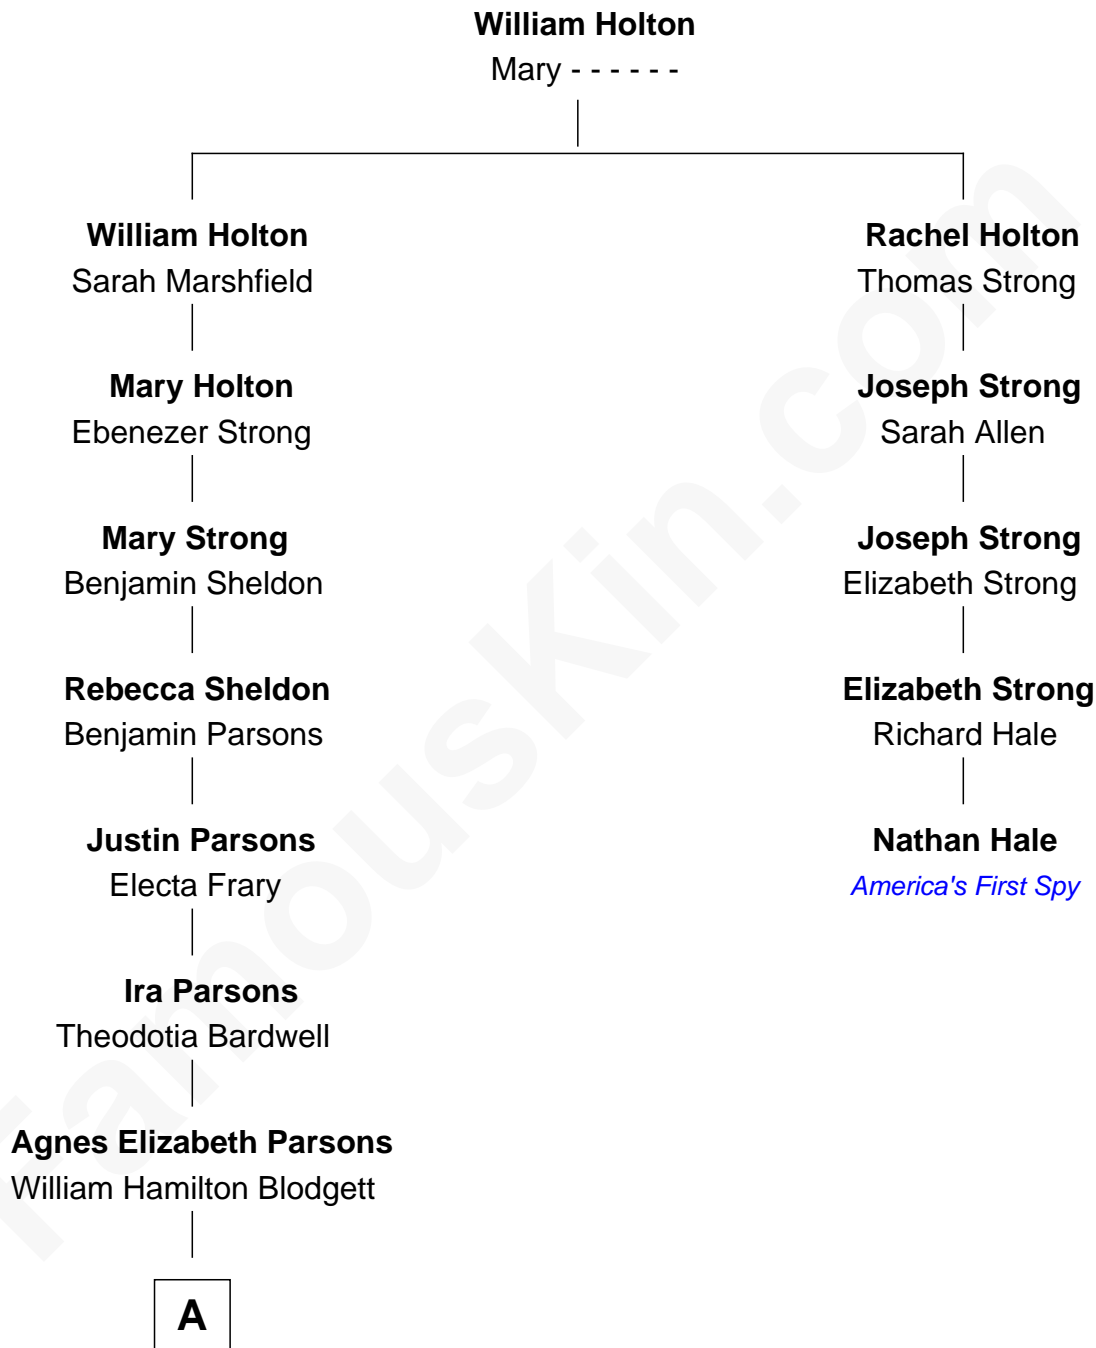 William Holton
Mary - - - - - -
William Holton
Sarah Marshfield
Rachel Holton
Thomas Strong
Mary Holton
Ebenezer Strong
Joseph Strong
Sarah Allen
Mary Strong
Benjamin Sheldon
Joseph Strong
Elizabeth Strong
Rebecca Sheldon
Benjamin Parsons
Elizabeth Strong
Richard Hale
Justin Parsons
Electa Frary
Nathan Hale
America's First Spy
Ira Parsons
Theodotia Bardwell
Agnes Elizabeth Parsons
William Hamilton Blodgett
A
FamousKin.com